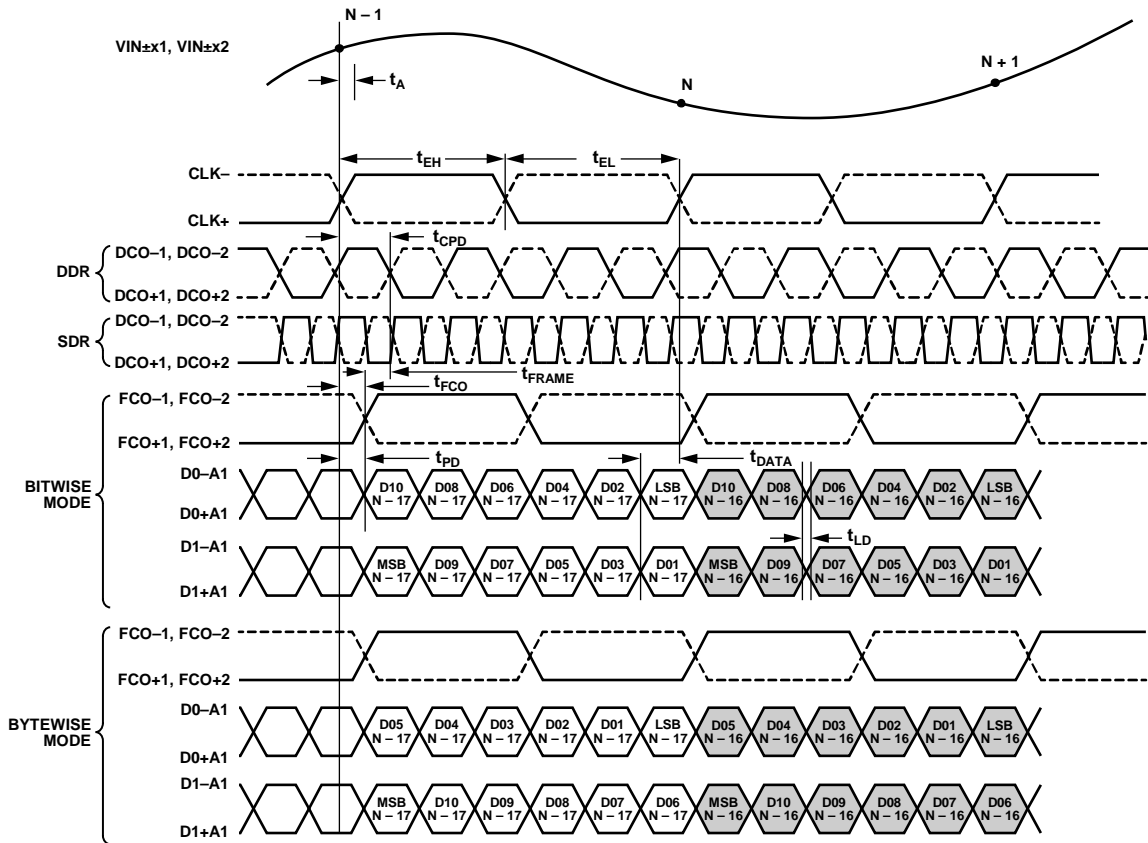 N – 1
VIN±x1, VIN±x2
tA
N
N + 1
tEH
tEL
CLK–
CLK+
tCPD
DDR
DCO–1, DCO–2
DCO+1, DCO+2
SDR
DCO–1, DCO–2
DCO+1, DCO+2
tFCO
tFRAME
BITWISE
MODE
FCO–1, FCO–2
FCO+1, FCO+2
tPD
tDATA
D0–A1
D10 D08 D06 D04 D02 LSB D10 D08 D06 D04 D02 LSB
N – 17 N – 17 N – 17 N – 17 N – 17 N – 17 N – 16 N – 16 N – 16 N – 16 N – 16 N – 16
D0+A1
tLD
D1–A1
MSB D09 D07 D05 D03 D01 MSB D09 D07 D05 D03 D01
N – 17 N – 17 N – 17 N – 17 N – 17 N – 17 N – 16 N – 16 N – 16 N – 16 N – 16 N – 16
D1+A1
BYTEWISE
MODE
FCO–1, FCO–2
FCO+1, FCO+2
D0–A1
D05 D04 D03 D02 D01 LSB D05 D04 D03 D02 D01 LSB
N – 17 N – 17 N – 17 N – 17 N – 17 N – 17 N – 16 N – 16 N – 16 N – 16 N – 16 N – 16
D0+A1
D1–A1
MSB D10 D09 D08 D07 D06 MSB D10 D09 D08 D07 D06
N – 17 N – 17 N – 17 N – 17 N – 17 N – 17 N – 16 N – 16 N – 16 N – 16 N – 16 N – 16
D1+A1